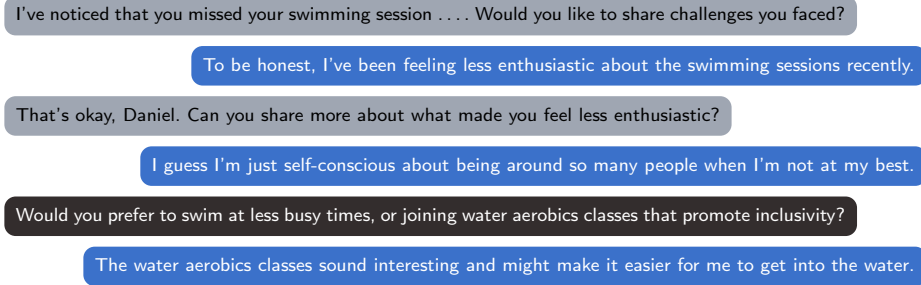 I've noticed that you missed your swimming session .... Would you like to share challenges you faced?
To be honest, I've been feeling less enthusiastic about the swimming sessions recently.
That's okay, Daniel. Can you share more about what made you feel less enthusiastic?
I guess I'm just self-conscious about being around so many people when I'm not at my best.
Would you prefer to swim at less busy times, or joining water aerobics classes that promote inclusivity?
The water aerobics classes sound interesting and might make it easier for me to get into the water.